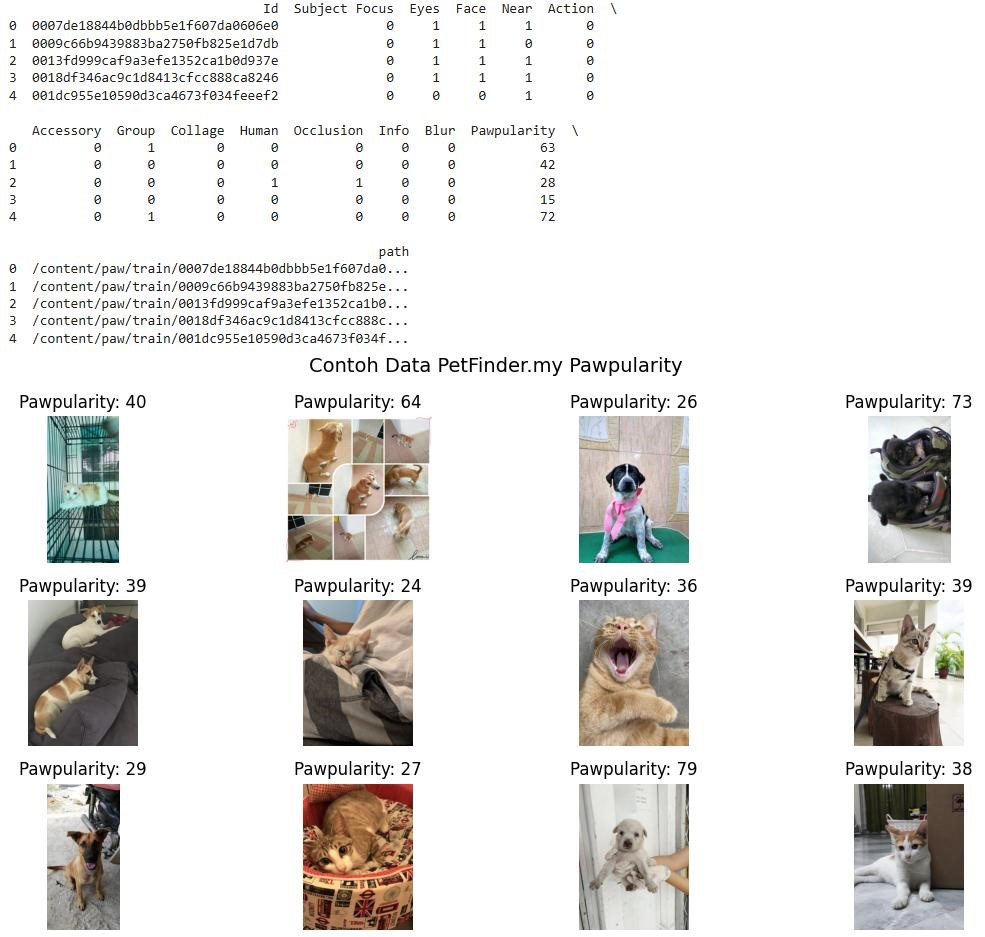 Id Subject Focus Eyes Face Near Action \
0 0007de18844b0dbbb5e1f607da0606e0 0 1 1 1 0
1 0009c66b9439883ba2750fb825e1d7db 0 1 1 0 0
2 0013fd999caf9a3efe1352ca1b0d937e 0 1 1 1 0
3 0018df346ac9c1d8413cfcc888ca8246 0 1 1 1 0
4 001dc955e10590d3ca4673f034feeef2 0 0 0 1 0
Accessory Group Collage Human Occlusion Info Blur Pawpularity \
0 0 1 0 0 0 0 0 63
1 0 0 0 0 0 0 0 42
2 0 0 0 1 1 0 0 28
3 0 0 0 0 0 0 0 15
4 0 1 0 0 0 0 0 72
path
0 /content/paw/train/0007de18844b0dbbb5e1f607da0...
1 /content/paw/train/0009c66b9439883ba2750fb825e...
2 /content/paw/train/0013fd999caf9a3efe1352ca1b0...
3 /content/paw/train/0018df346ac9c1d8413cfcc888c...
4 /content/paw/train/001dc955e10590d3ca4673f034f...
Contoh Data PetFinder.my Pawpularity
Pawpularity: 40 Pawpularity: 64 Pawpularity: 26 Pawpularity: 73
Pawpularity: 39 Pawpularity: 24 Pawpularity: 36 Pawpularity: 39
Pawpularity: 29 Pawpularity: 27 Pawpularity: 79 Pawpularity: 38